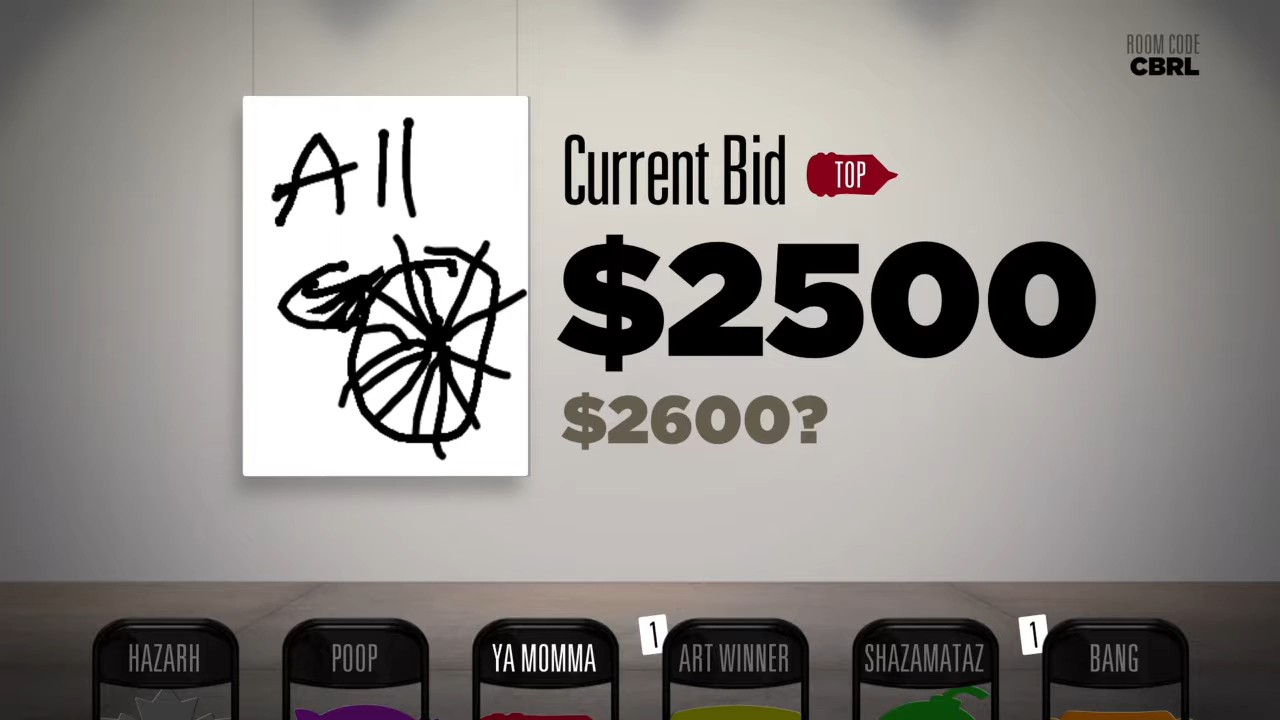 ROOM CODE
CBRL
All
Current Bid TOP
$2500
$2600?
1 1
HAZARH POOP YA MOMMA ART WINNER SHAZAMATAZ BANG